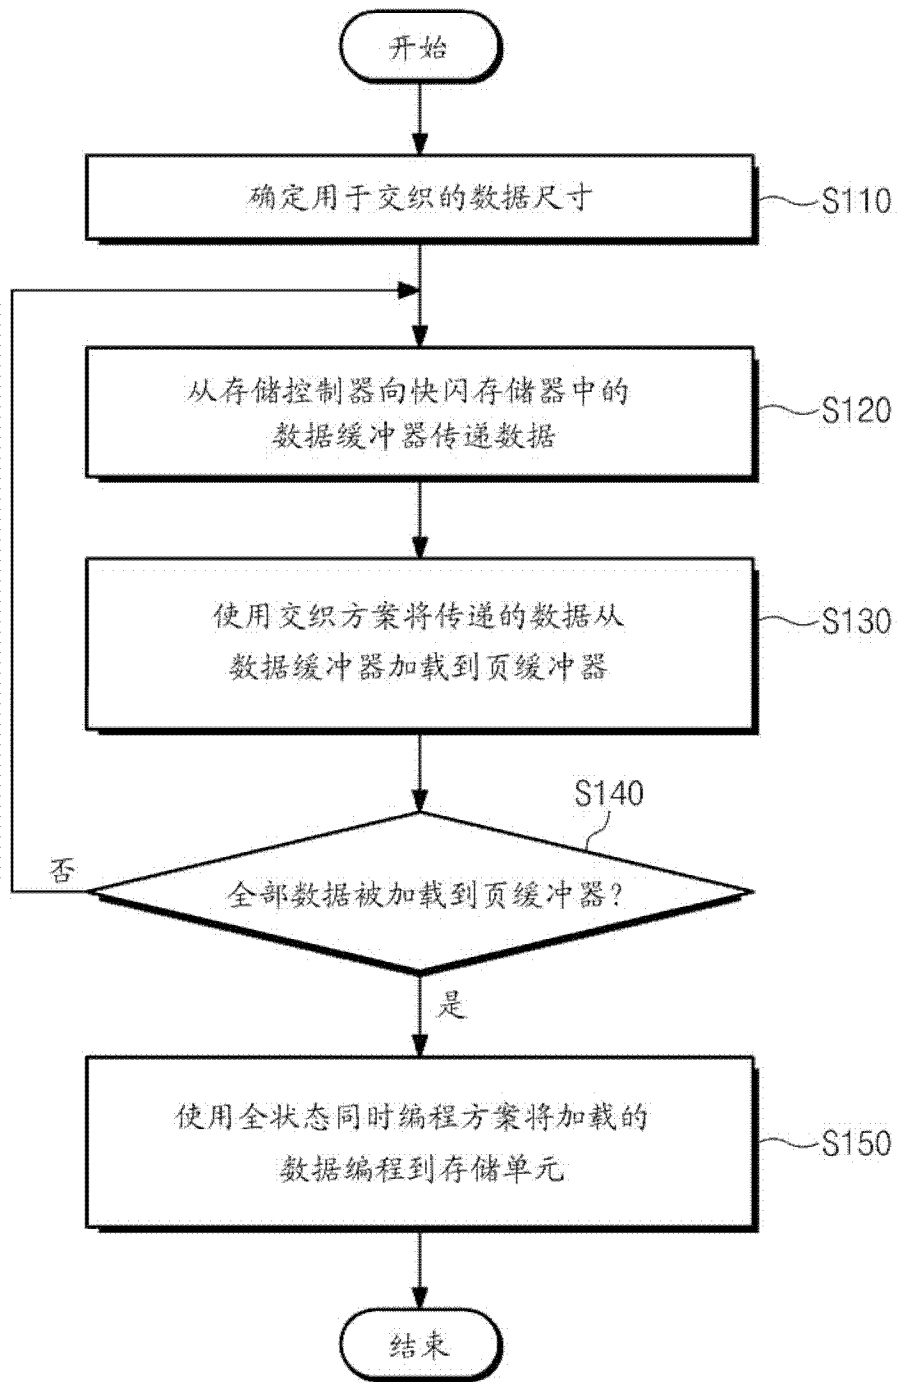 开始
确定用于交织的数据尺寸
S110
从存储控制器向快闪存储器中的
数据缓冲器传递数据
S120
使用交织方案将传递的数据从
数据缓冲器加载到页缓冲器
S130
S140
全部数据被加载到页缓冲器？
否
是
使用全状态同时编程方案将加载的
数据编程到存储单元
S150
结束